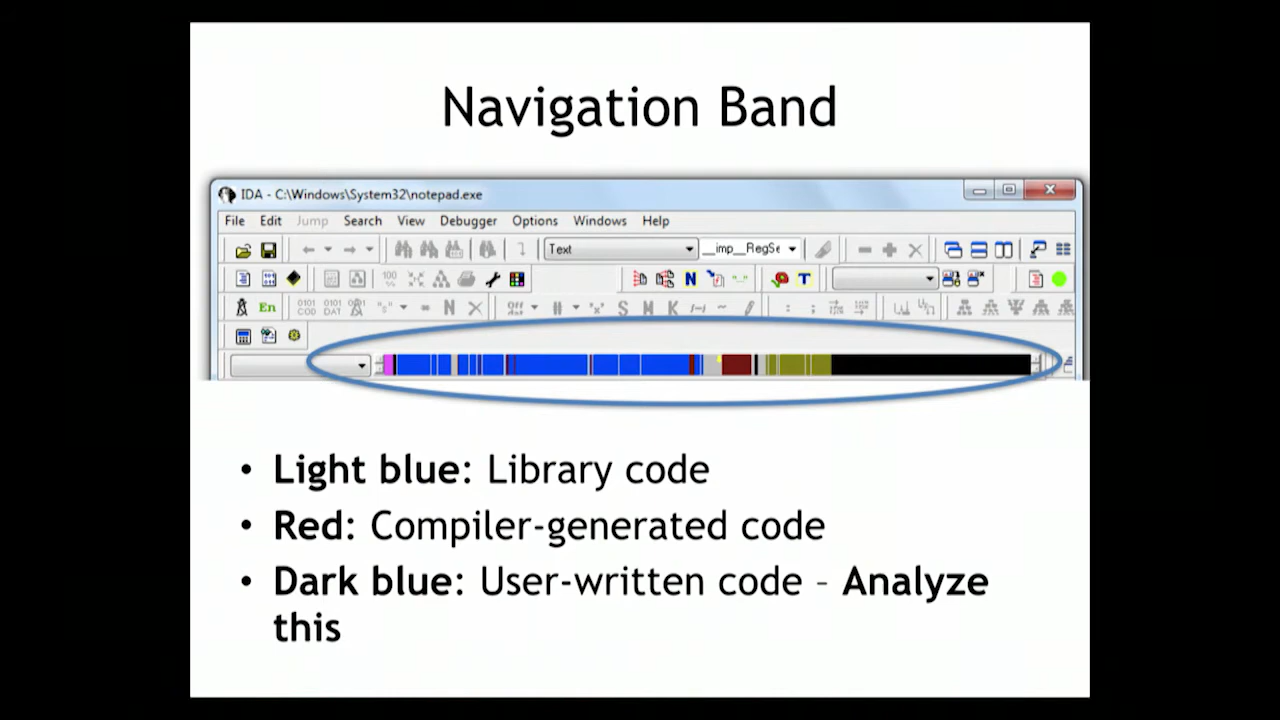 Navigation Band
IDA - C:\Windows\System32\notepad.exe
File Edit Jump Search View Debugger Options Windows Help
Text __imp__RegSe
N T
En N S M K
• Light blue: Library code
• Red: Compiler-generated code
• Dark blue: User-written code – Analyze
this